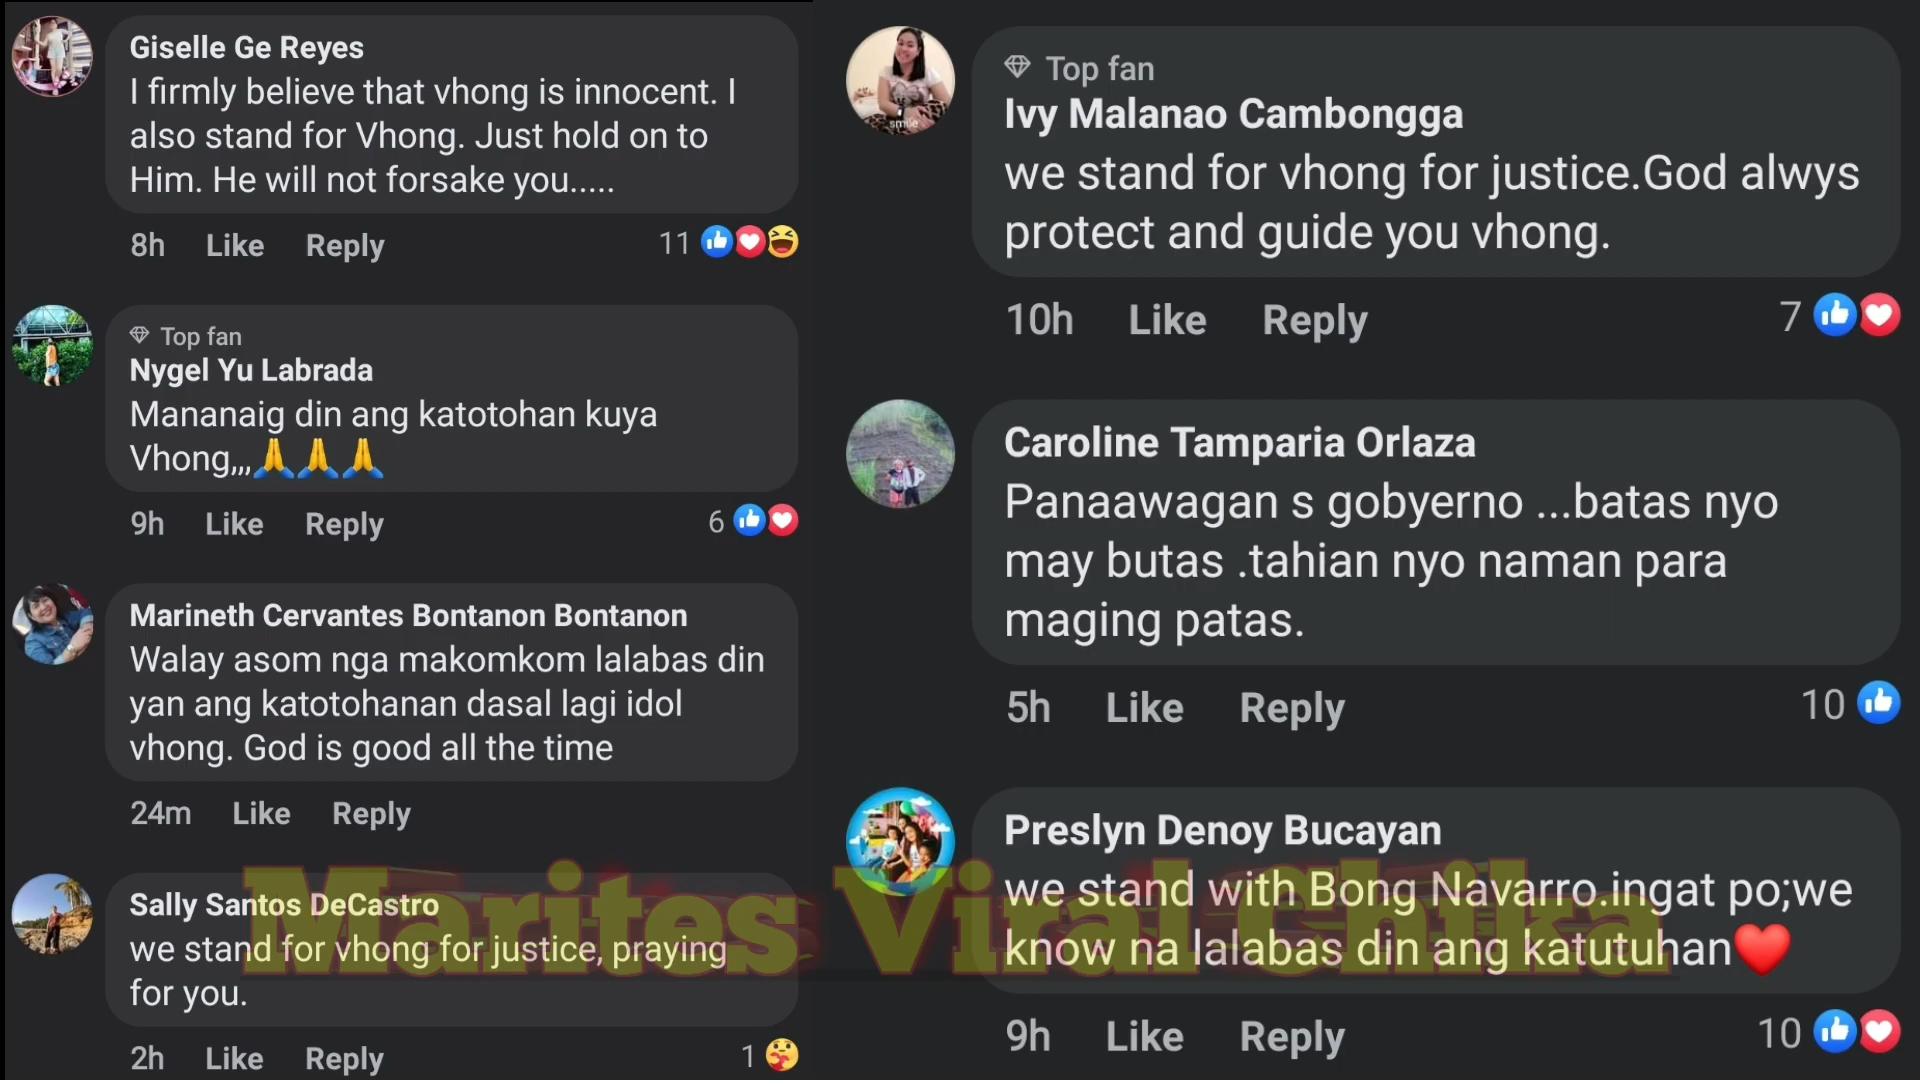 Giselle Ge Reyes
I firmly believe that vhong is innocent. I
also stand for Vhong. Just hold on to
Him. He will not forsake you.....
8h Like Reply 11
Top fan
Nygel Yu Labrada
Mananaig din ang katotohan kuya
Vhong,,,🙏🙏🙏
9h Like Reply 6
Marineth Cervantes Bontanon Bontanon
Walay asom nga makomkom lalabas din
yan ang katotohanan dasal lagi idol
vhong. God is good all the time
24m Like Reply
Sally Santos DeCastro
we stand for vhong for justice, praying
for you.
2h Like Reply 1
smile
Top fan
Ivy Malanao Cambongga
we stand for vhong for justice.God alwys
protect and guide you vhong.
10h Like Reply 7
Caroline Tamparia Orlaza
Panaawagan s gobyerno ...batas nyo
may butas .tahian nyo naman para
maging patas.
5h Like Reply 10
Preslyn Denoy Bucayan
we stand with Bong Navarro.ingat po;we
know na lalabas din ang katutuhan❤️
9h Like Reply 10
Marites Viral Chika